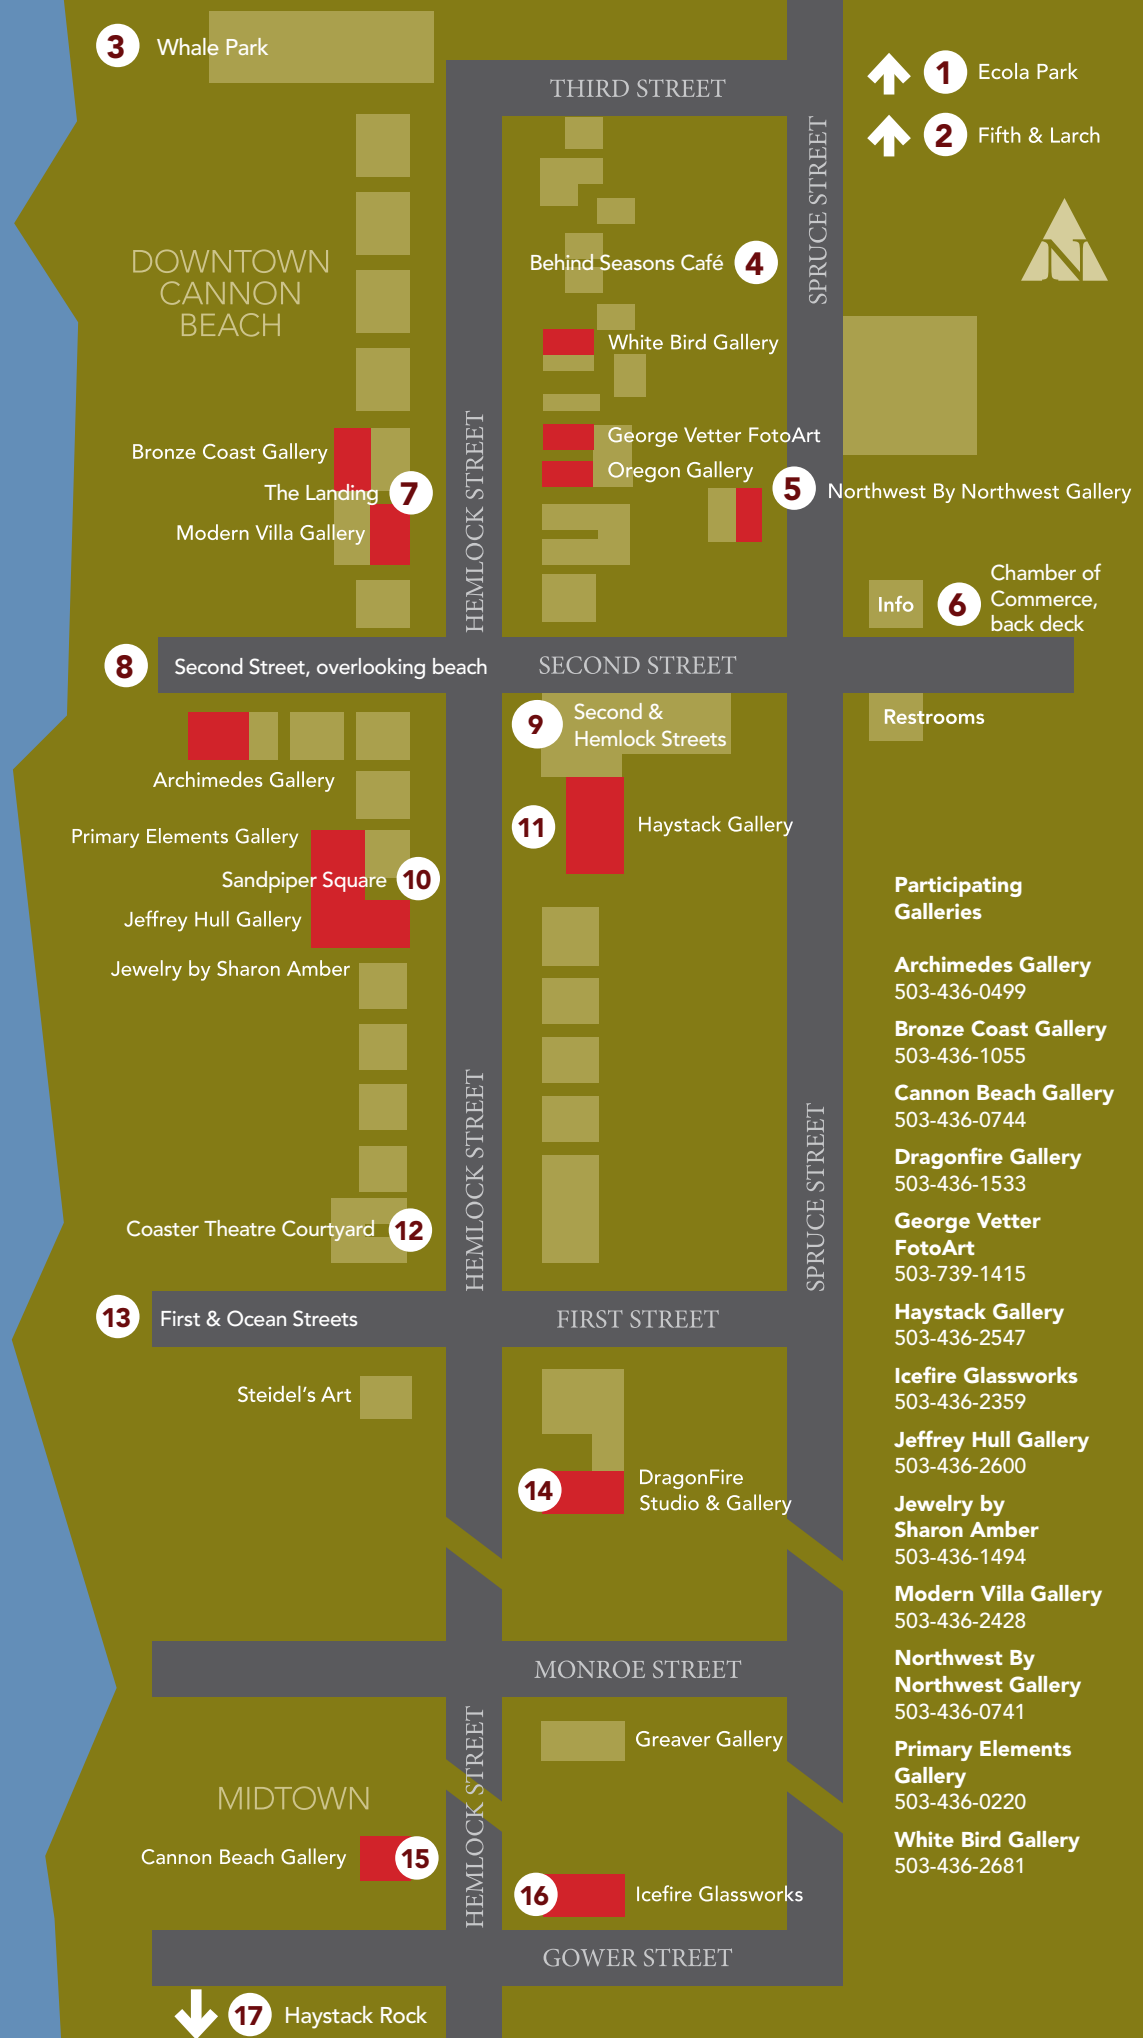 3 Whale Park
THIRD STREET
1 Ecola Park
2 Fifth & Larch
SPRUCE STREET
N
DOWNTOWN
CANNON
BEACH
Behind Seasons Café 4
White Bird Gallery
George Vetter FotoArt
Oregon Gallery
5 Northwest By Northwest Gallery
Bronze Coast Gallery
The Landing 7
Modern Villa Gallery
HEMLOCK STREET
Info
6 Chamber of
Commerce,
back deck
8 Second Street, overlooking beach
SECOND STREET
9 Second &
Hemlock Streets
Restrooms
Archimedes Gallery
Primary Elements Gallery
Sandpiper Square 10
Jeffrey Hull Gallery
Jewelry by Sharon Amber
11 Haystack Gallery
HEMLOCK STREET
SPRUCE STREET
Coaster Theatre Courtyard 12
13 First & Ocean Streets
FIRST STREET
Steidel's Art
14 DragonFire
Studio & Gallery
MONROE STREET
Greaver Gallery
HEMLOCK STREET
MIDTOWN
Cannon Beach Gallery 15
16 Icefire Glassworks
GOWER STREET
17 Haystack Rock
Participating
Galleries
Archimedes Gallery
503-436-0499
Bronze Coast Gallery
503-436-1055
Cannon Beach Gallery
503-436-0744
Dragonfire Gallery
503-436-1533
George Vetter
FotoArt
503-739-1415
Haystack Gallery
503-436-2547
Icefire Glassworks
503-436-2359
Jeffrey Hull Gallery
503-436-2600
Jewelry by
Sharon Amber
503-436-1494
Modern Villa Gallery
503-436-2428
Northwest By
Northwest Gallery
503-436-0741
Primary Elements
Gallery
503-436-0220
White Bird Gallery
503-436-2681